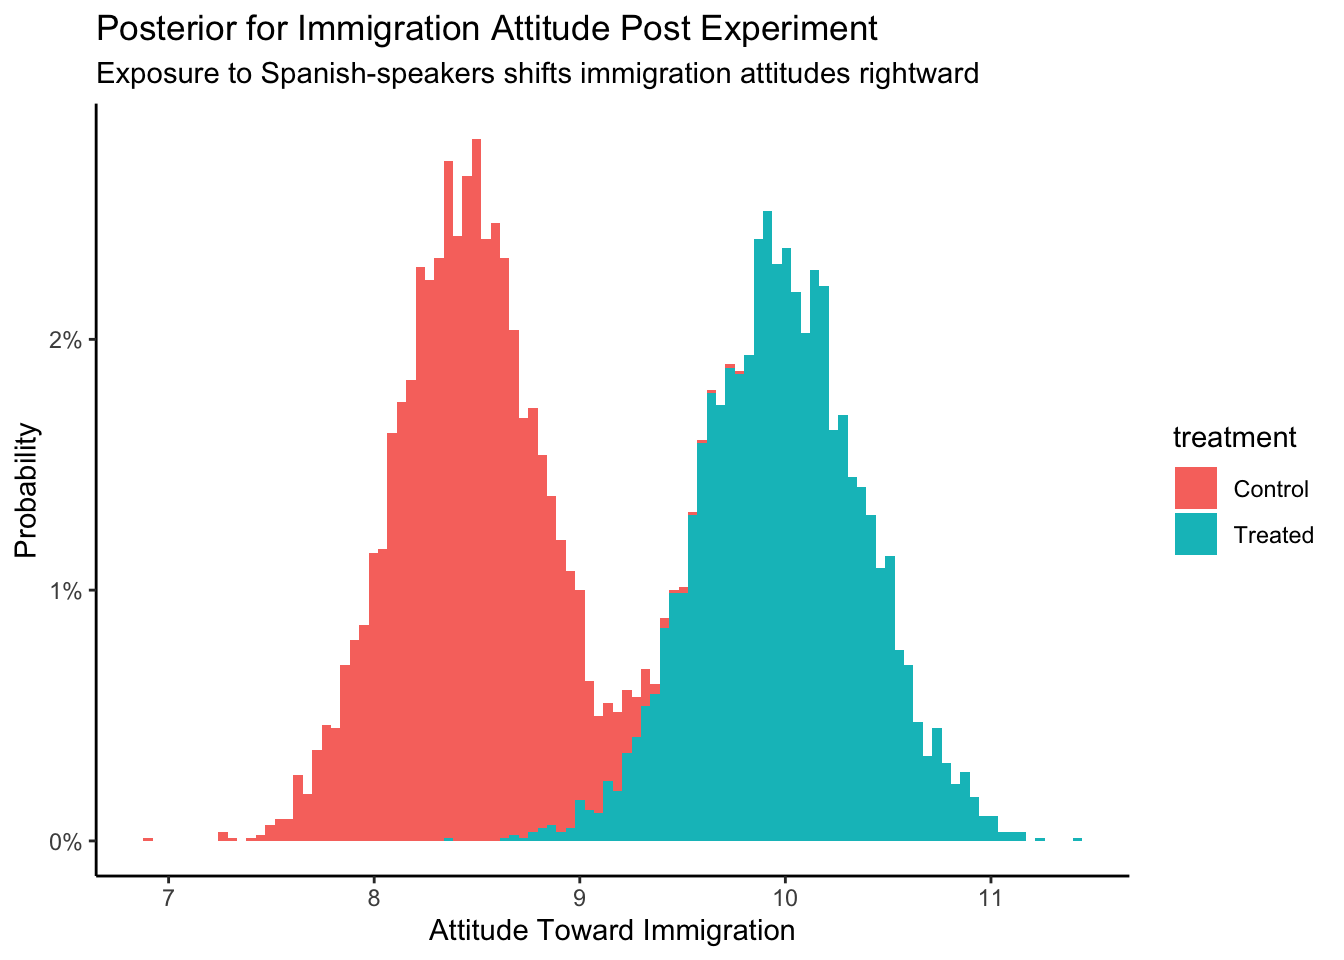 Posterior for Immigration Attitude Post Experiment
Exposure to Spanish-speakers shifts immigration attitudes rightward
Probability
2%
1%
0%
7 8 9 10 11
Attitude Toward Immigration
treatment
Control
Treated